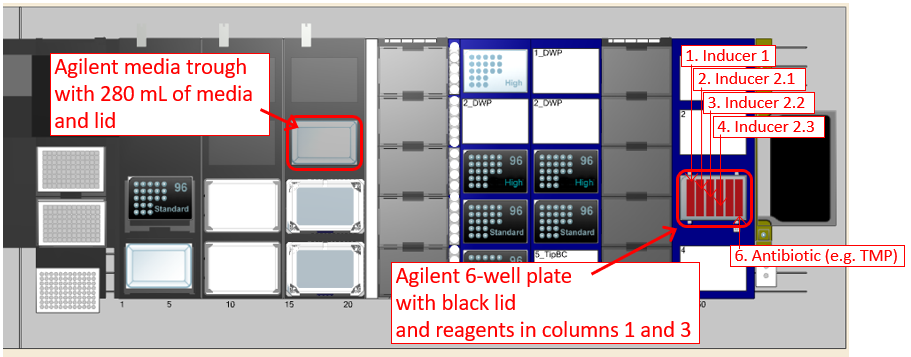 Agilent media trough
with 280 mL of media
and lid
1. Inducer 1
2. Inducer 2.1
3. Inducer 2.2
4. Inducer 2.3
6. Antibiotic (e.g. TMP)
Agilent 6-well plate
with black lid
and reagents in columns 1 and 3
High
1_DWP
2_DWP
2_DWP
2
96
Standard
96
High
96
High
96
Standard
96
Standard
96
5_TipBC
4
1
5
10
15
20